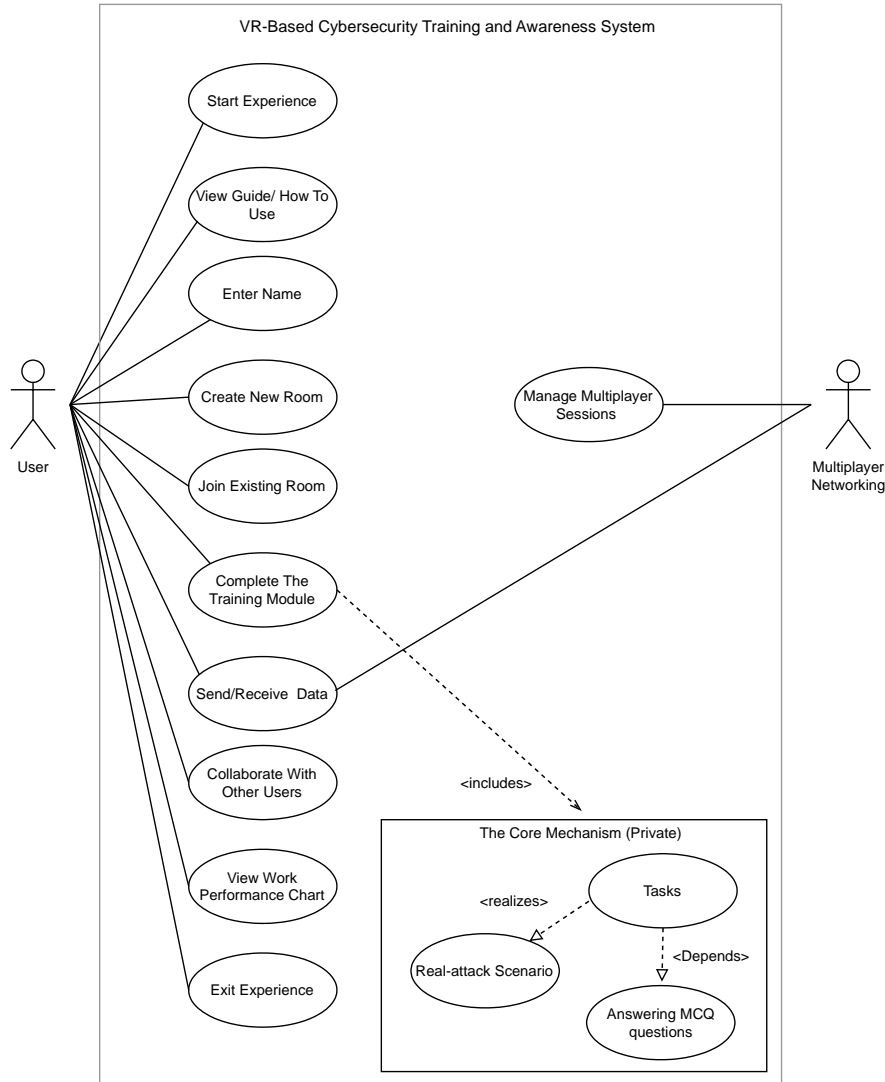 VR-Based Cybersecurity Training and Awareness System
Start Experience
View Guide/ How To
Use
Enter Name
Create New Room
Manage Multiplayer
Sessions
User
Multiplayer
Networking
Join Existing Room
Complete The
Training Module
Send/Receive Data
Collaborate With
Other Users
<includes>
The Core Mechanism (Private)
View Work
Performance Chart
Tasks
<realizes>
<Depends>
Real-attack Scenario
Exit Experience
Answering MCQ
questions